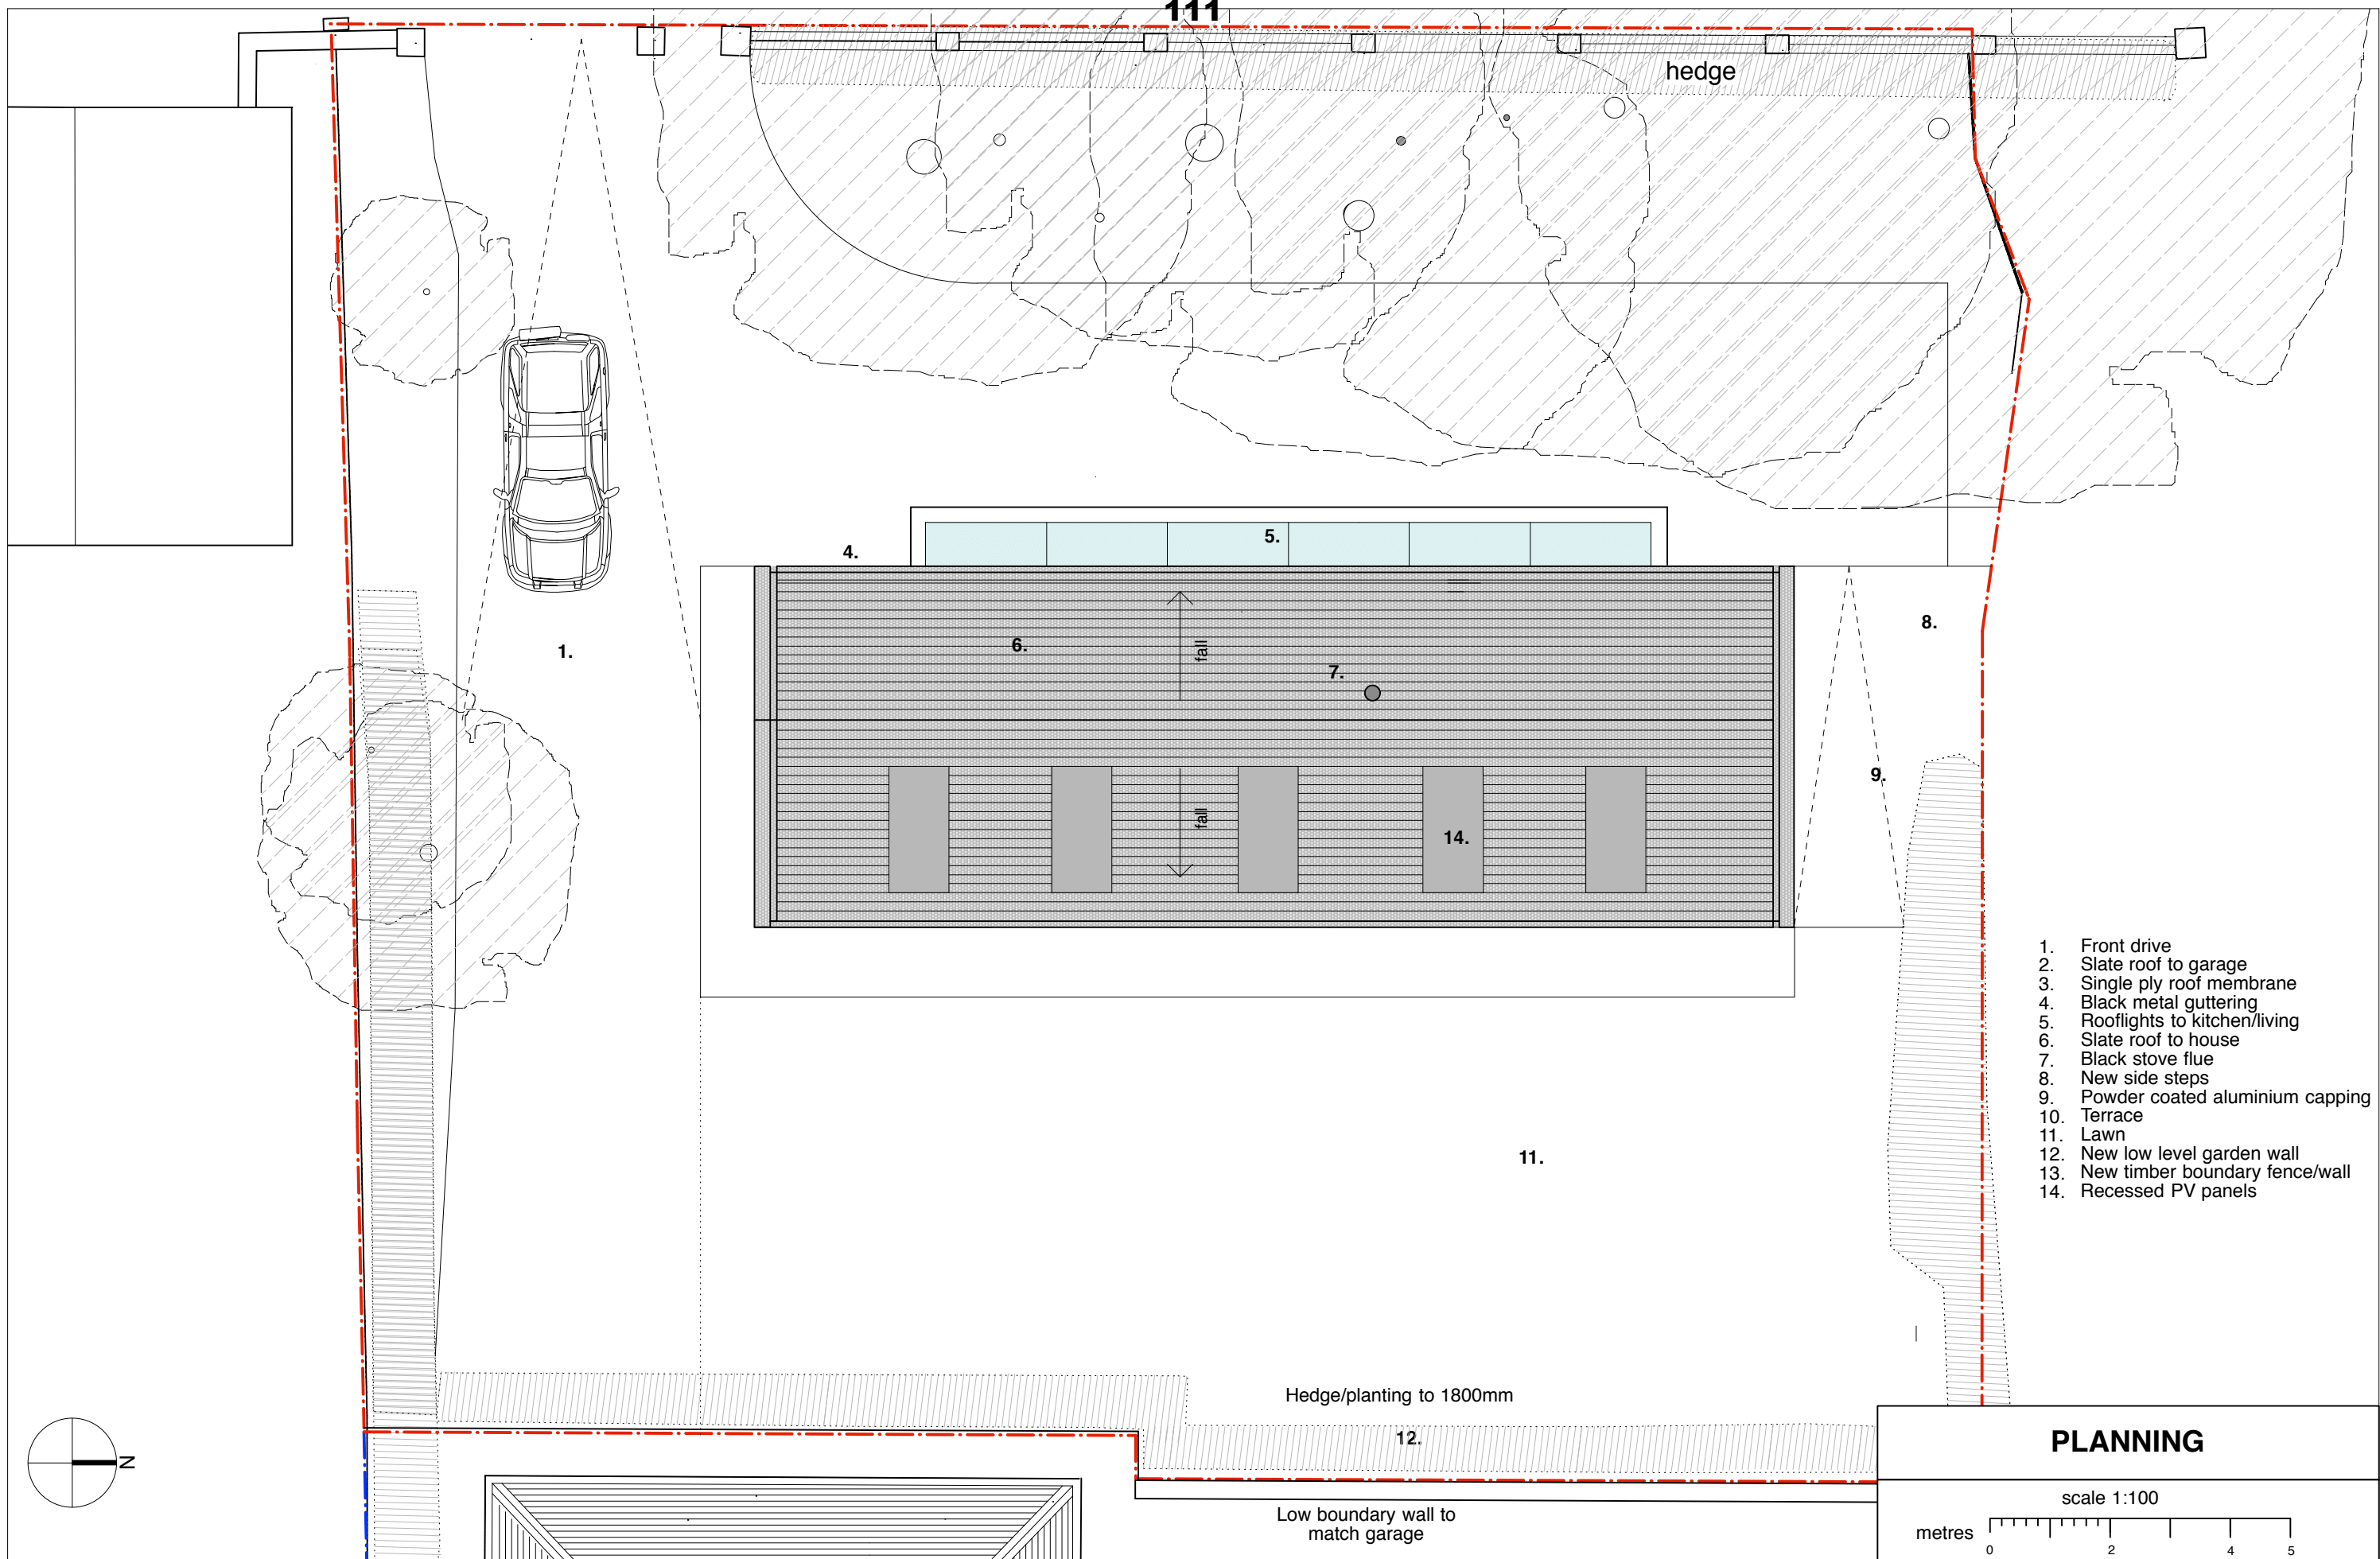 111
hedge
5.
4.
8.
6.
fall
1.
7.
9.
fall
14.
1. Front drive
2. Slate roof to garage
3. Single ply roof membrane
4. Black metal guttering
5. Rooflights to kitchen/living
6. Slate roof to house
7. Black stove flue
8. New side steps
9. Powder coated aluminium capping
10. Terrace
11. Lawn
12. New low level garden wall
13. New timber boundary fence/wall
14. Recessed PV panels
11.
Hedge/planting to 1800mm
12.
PLANNING
N
scale 1:100
Low boundary wall to
match garage
metres
0 2 4 5